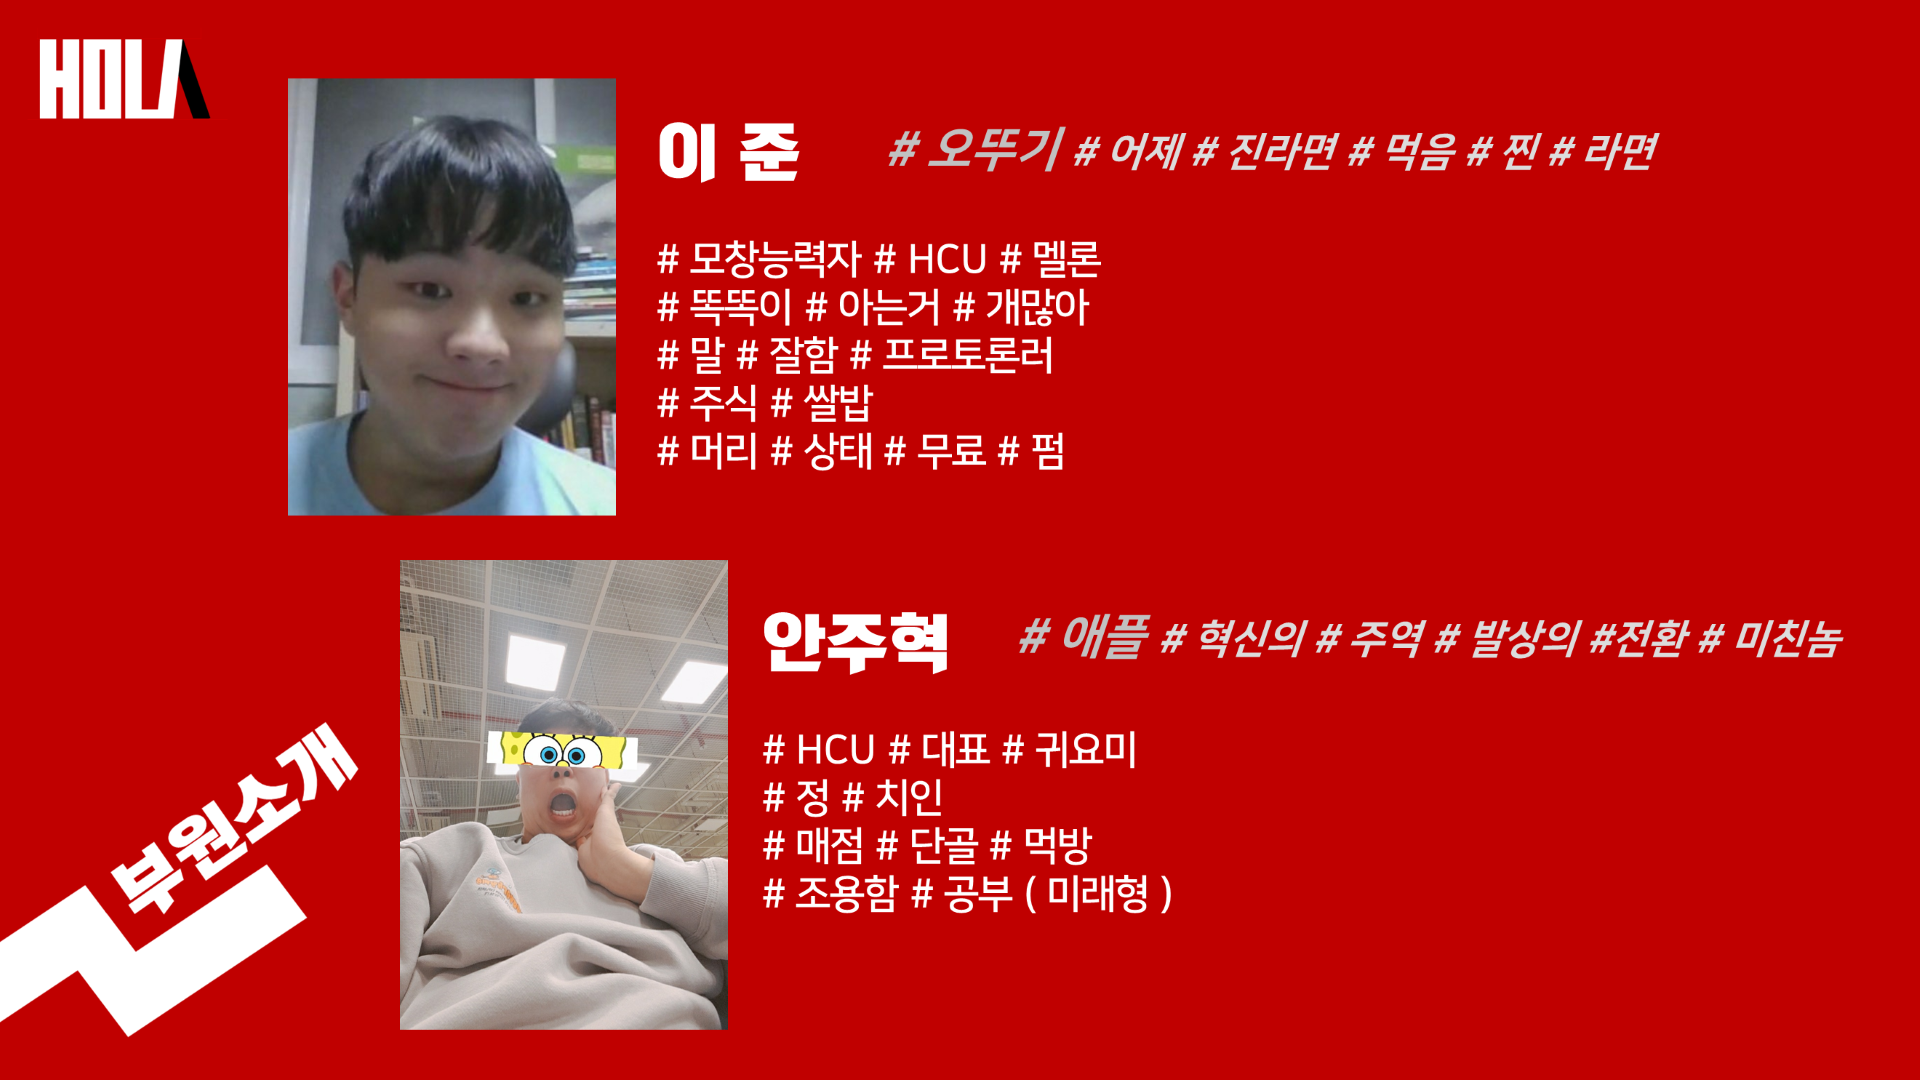 HOLA
이 준
# 오뚜기 # 어제 # 진라면 # 먹음 # 찐 # 라면
# 모창능력자 # HCU # 멜론
# 똑똑이 # 아는거 # 개많아
# 말 # 잘함 # 프로토론러
# 주식 # 쌀밥
# 머리 # 상태 # 무료 # 펌
안주혁
# 애플 # 혁신의 # 주역 # 발상의 #전환 # 미친놈
# HCU # 대표 # 귀요미
# 정 # 치인
# 매점 # 단골 # 먹방
# 조용함 # 공부 ( 미래형 )
부원소개